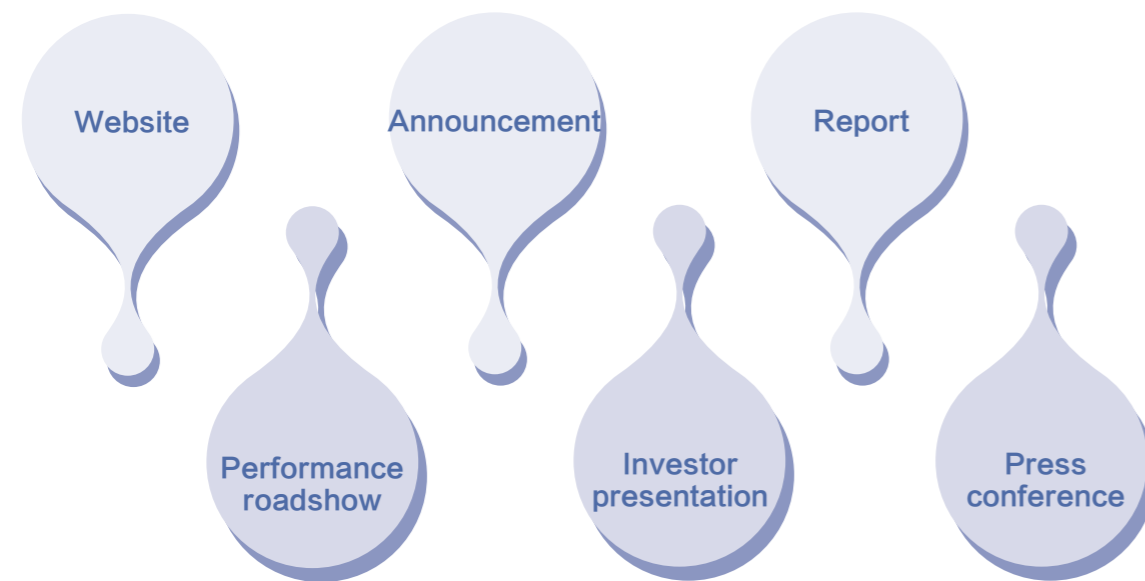 Website
Announcement
Report
Performance
roadshow
Investor
presentation
Press
conference